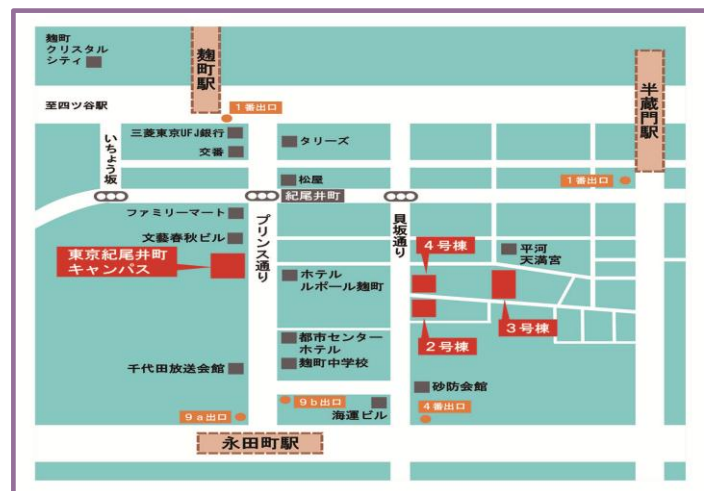 麹町
クリスタル
シティ
麹町駅
半蔵門駅
至四ツ谷駅
1番出口
いちょう坂
三菱東京UFJ銀行
交番
タリーズ
松屋
紀尾井町
1番出口
ファミリーマート
文藝春秋ビル
プリンス通り
貝坂通り
平河
天満宮
東京紀尾井町
キャンパス
4号棟
ホテル
ルポール麹町
2号棟
3号棟
都市センター
ホテル
麹町中学校
千代田放送会館
砂防会館
9a出口
9b出口
海運ビル
4番出口
永田町駅